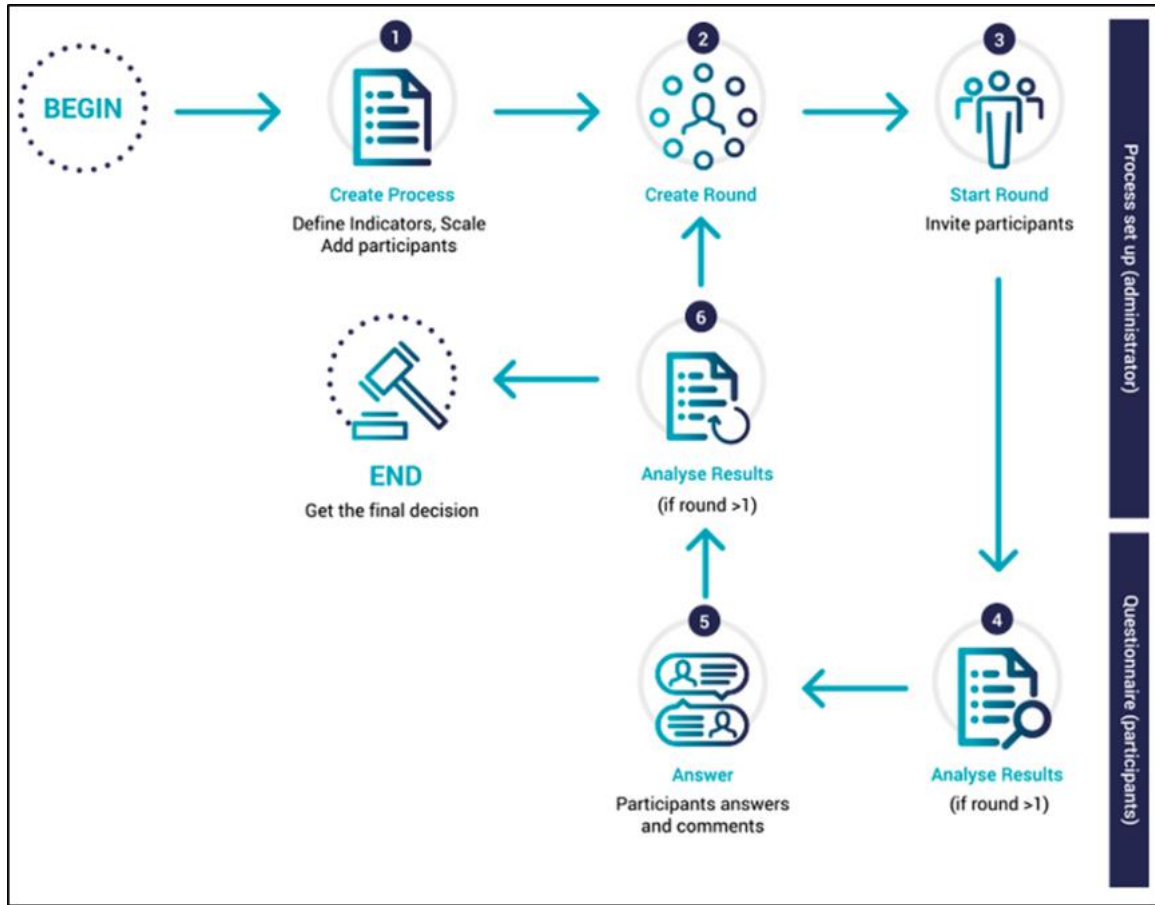 BEGIN
1
Create Process
Define Indicators, Scale
Add participants
2
Create Round
3
Start Round
Invite participants
Process set up (administrator)
END
Get the final decision
6
Analyse Results
(if round >1)
5
Answer
Participants answers
and comments
4
Analyse Results
(if round >1)
Questionnaire (participants)